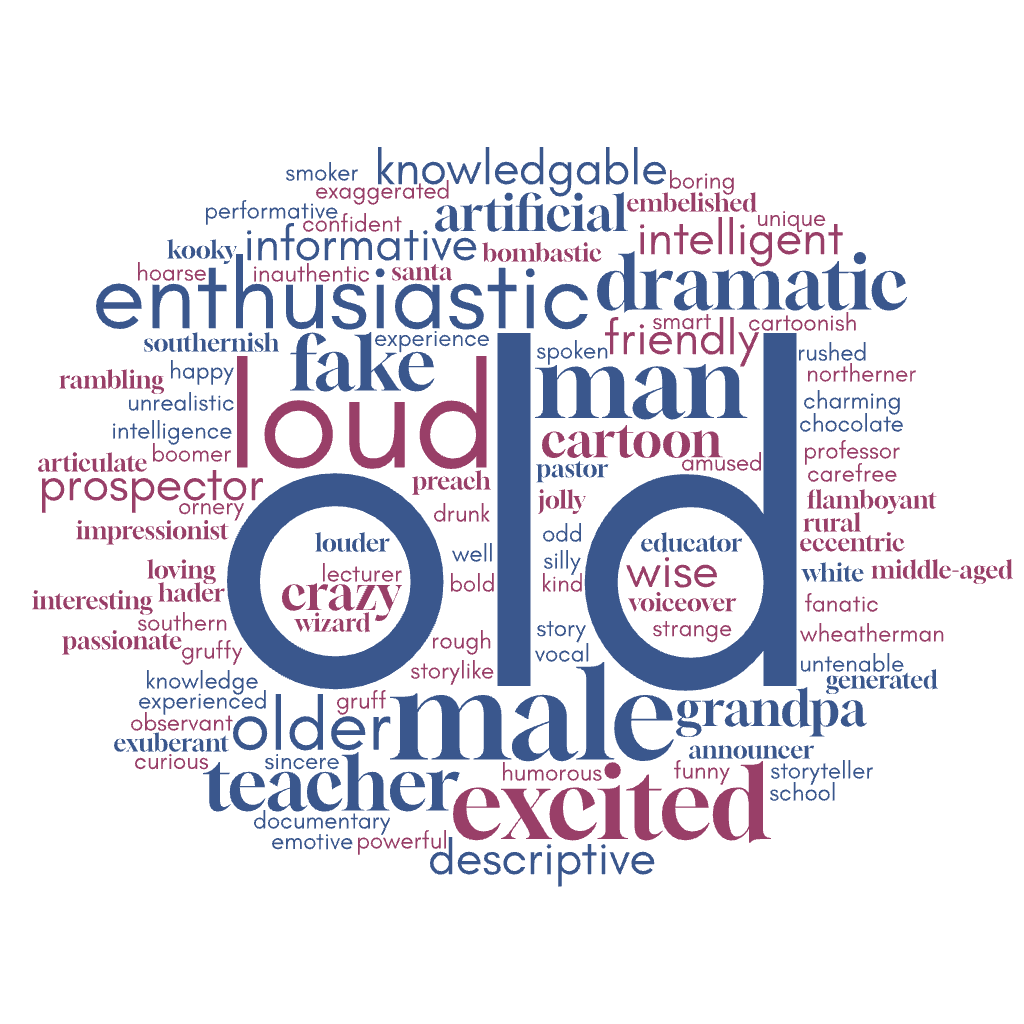 smoker
knowledgable
boring
exaggerated
embelished
performative
confident
artificial
unique
kooky
informative
bombastic
intelligent
hoarse
inauthentic
santa
dramatic
enthusiastic
smart
cartoonish
southernish
fake
experience
friendly
spoken
rushed
rambling
happy
man
northerner
unrealistic
loud
charming
intelligence
chocolate
boomer
cartoon
professor
articulate
pastor
amused
carefree
prospector
preach
jolly
flamboyant
ornery
drunk
rural
impressionist
old
odd
louder
educator
eccentric
well
silly
loving
lecturer
kind
wise
white
middle-aged
hader
crazy
bold
interesting
wizard
voiceover
fanatic
southern
story
strange
wheatherman
passionate
gruffy
rough
vocal
storylike
untenable
knowledge
generated
experienced
gruff
male
grandpa
observant
older
exuberant
announcer
curious
sincere
teacher
humorous
funny
storyteller
excited
school
documentary
emotive
powerful
descriptive